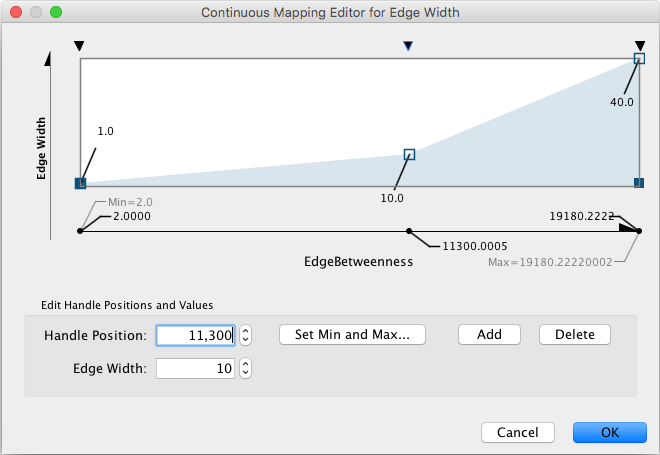 Continuous Mapping Editor for Edge Width
Edge Width
1.0
10.0
40.0
Min=2.0
2.0000
19180.2222
11300.0005
EdgeBetweenness
Max=19180.22220002
Edit Handle Positions and Values
Handle Position: 11,300 Set Min and Max... Add Delete
Edge Width: 10
Cancel OK